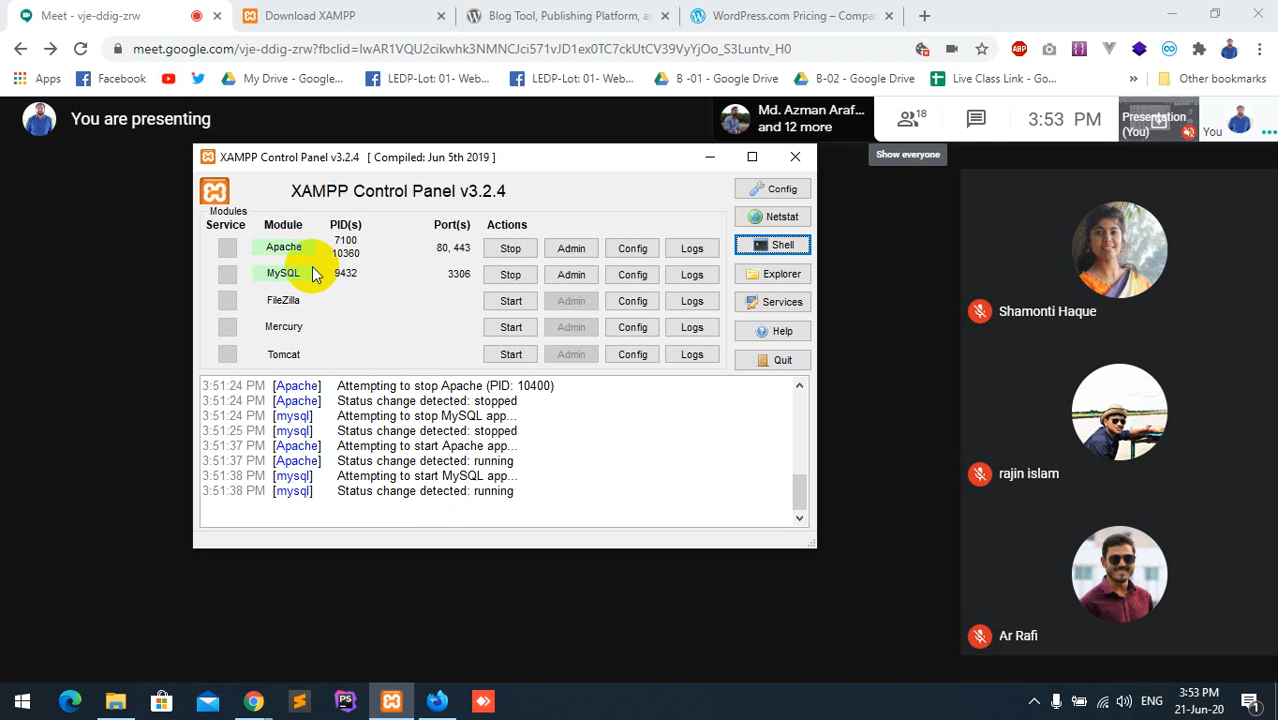 Meet - vje-ddig-zrw
Download XAMPP
Blog Tool, Publishing Platform, an
WordPress.com Pricing – Compa
meet.google.com/vje-ddig-zrw?fbclid=IwAR1VQU2cikwhk3NMNCJci571vJD1ex0TC7ckUtCV39VyYjOo_S3Luntv_H0
ABP
Apps
Facebook
My Drive - Google...
LEDP-Lot: 01- Web...
LEDP-Lot: 01- Web...
B -01 - Google Drive
B-02 - Google Drive
Live Class Link - Go...
»
Other bookmarks
You are presenting
Md. Azman Araf...
and 12 more
18
3:53 PM
Presentation
(You)
You
Show everyone
XAMPP Control Panel v3.2.4 [ Compiled: Jun 5th 2019 ]
XAMPP Control Panel v3.2.4
Config
Modules
Service Module PID(s) Port(s) Actions
Netstat
Apache 7100 10360 80, 443 Stop Admin Config Logs
Shell
MySQL 9432 3306 Stop Admin Config Logs
Explorer
FileZilla Start Admin Config Logs
Services
Mercury Start Admin Config Logs
Help
Tomcat Start Admin Config Logs
Quit
3:51:24 PM [Apache] Attempting to stop Apache (PID: 10400)
3:51:24 PM [Apache] Status change detected: stopped
3:51:24 PM [mysql] Attempting to stop MySQL app...
3:51:25 PM [mysql] Status change detected: stopped
3:51:37 PM [Apache] Attempting to start Apache app...
3:51:37 PM [Apache] Status change detected: running
3:51:38 PM [mysql] Attempting to start MySQL app...
3:51:38 PM [mysql] Status change detected: running
Shamonti Haque
rajin islam
Ar Rafi
PS
ENG
3:53 PM
21-Jun-20
1